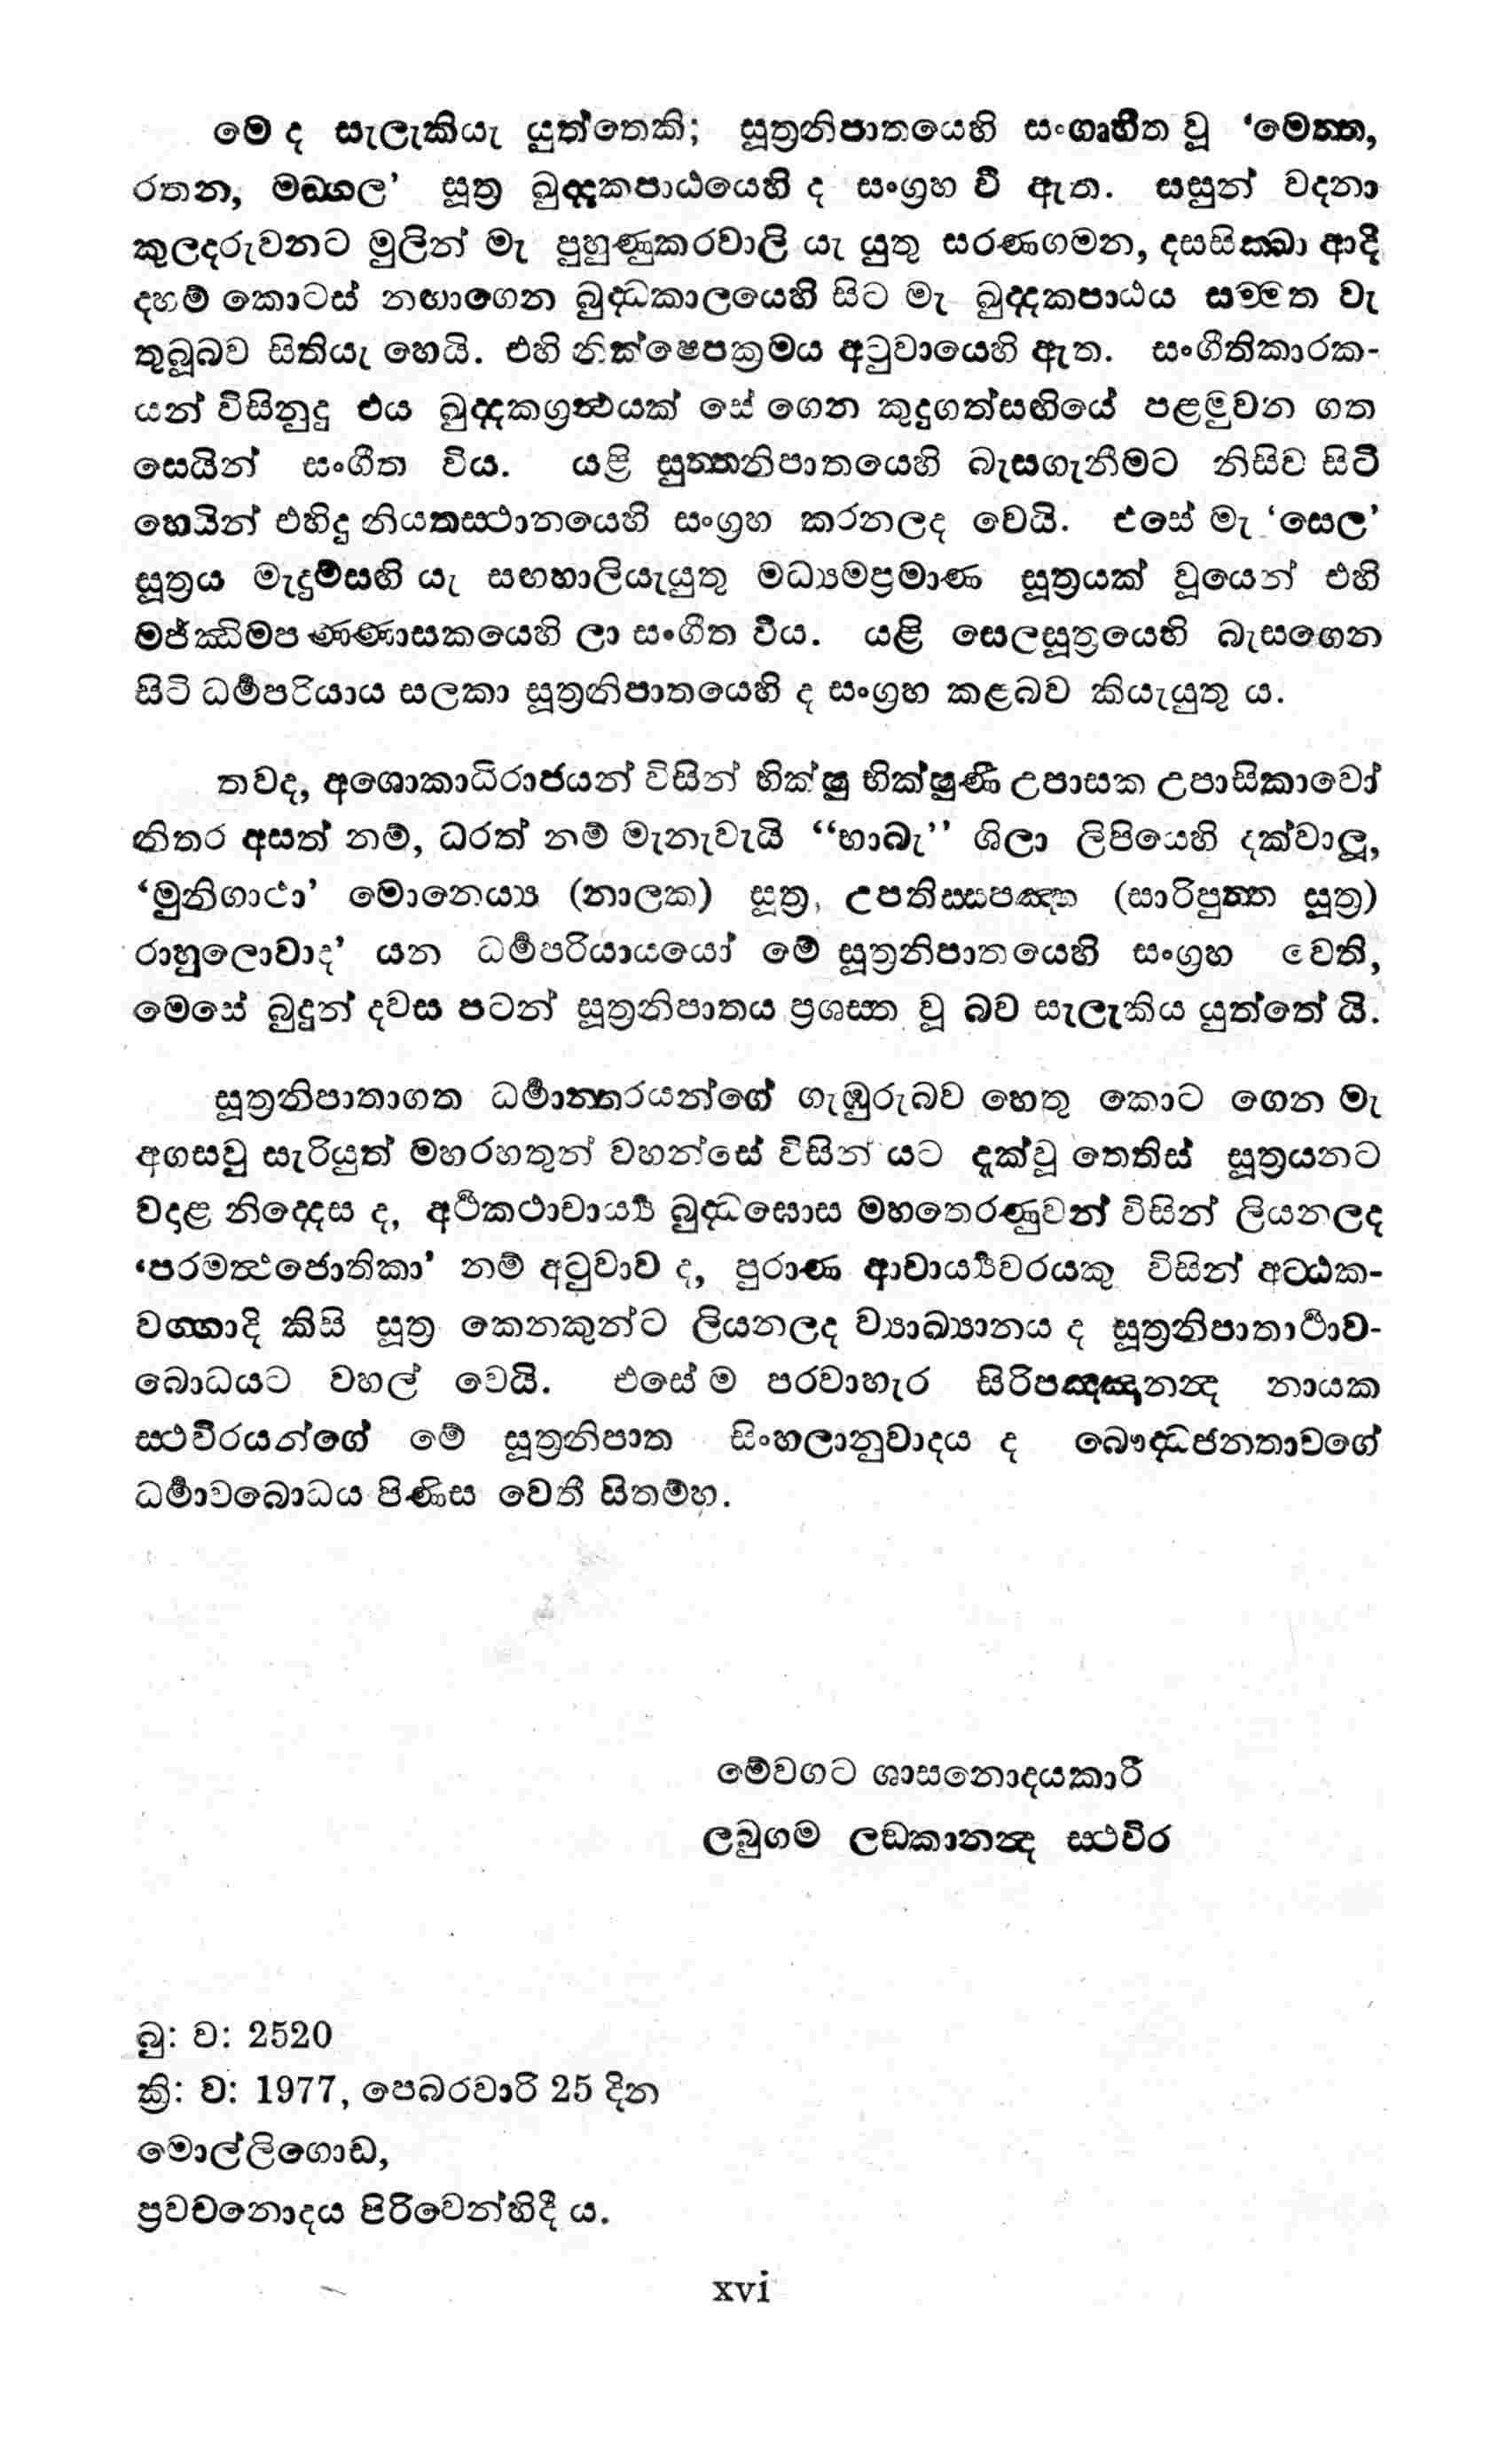 මෙ ද සැලැකියැ යුත්තෙකි; සූත්‍රනිපාතයෙහි සංගෘහීත වූ ‘මෙත්ත,
රතන, මඞ්ගල’ සූත්‍ර ඛුද්දකපාඨයෙහි ද සංග්‍රහ වී ඇත. සසුන් වදනා
කුලදරුවනට මුලින් මැ පුහුණුකරවාලි යැ යුතු සරණගමන, දසසික්ඛා ආදී
දහම් කොටස් නඟාගෙන බුද්ධකාලයෙහි සිට මැ ඛුද්දකපාඨය සම්මත වැ
තුබූබව සිතියැ හෙයි. එහි නික්ෂෙපක්‍රමය අටුවායෙහි ඇත. සංගීතිකාරක-
යන් විසිනුදු එය ඛුද්දකග්‍රන්ථයක් සේ ගෙන කුදුගත්සඟියේ පළමුවන ගත
සෙයින් සංගීත විය. යළි සුත්තනිපාතයෙහි බැසගැනීමට නිසිව සිටි
හෙයින් එහිදු නියතස්ථානයෙහි සංග්‍රහ කරනලද වෙයි. එසේ මැ ‘සෙල’
සූත්‍රය මැදුම්සඟි යැ සඟහාලියැයුතු මධ්‍යමප්‍රමාණ සූත්‍රයක් වූයෙන් එහි
මජ්ඣිමපණ්ණාසකයෙහි ලා සංගීත විය. යළි සෙලසූත්‍රයෙහි බැසගෙන
සිටි ධර්මපරියාය සලකා සූත්‍රනිපාතයෙහි ද සංග්‍රහ කළබව කියැයුතු ය.
තවද, අශොකාධිරාජයන් විසින් භික්ෂු භික්ෂුණී උපාසක උපාසිකාවෝ
නිතර අසත් නම්, ධරත් නම් මැනැවැයි “භාබ්‍රැ” ශිලා ලිපියෙහි දක්වාලූ,
‘මුනිගාථා’ මොනෙය්‍ය (නාලක) සූත්‍ර, උපතිස්සපඤ්හ (සාරිපුත්ත සූත්‍ර)
රාහුලොවාද’ යන ධර්මපරියායයෝ මේ සූත්‍රනිපාතයෙහි සංග්‍රහ වෙති,
මෙසේ බුදුන් දවස පටන් සූත්‍රනිපාතය ප්‍රශස්ත වූ බව සැලැකිය යුත්තේ යි.
සූත්‍රනිපාතාගත ධර්මාන්තරයන්ගේ ගැඹුරුබව හෙතු කොට ගෙන මැ
අගසවු සැරියුත් මහරහතුන් වහන්සේ විසින් යට දැක්වූ තෙතිස් සූත්‍රයනට
වදාළ නිද්දෙස ද, අර්ථකථාචාර්‍ය්‍ය බුද්ධඝොස මහතෙරණුවන් විසින් ලියනලද
‘පරමත්ථජොතිකා’ නම් අටුවාව ද, පුරාණ ආචාර්‍ය්‍යවරයකු විසින් අට්ඨක-
වග්ගාදි කිසි සූත්‍ර කෙනකුන්ට ලියනලද ව්‍යාඛ්‍යානය ද සූත්‍රනිපාතාර්ථාව-
බොධයට වහල් වෙයි. එසේ ම පරවාහැර සිරිපඤ්ඤානන්ද නායක
ස්ථවිරයන්ගේ මේ සූත්‍රනිපාත සිංහලානුවාදය ද බෞද්ධජනතාවගේ
ධර්මාවබොධය පිණිස වෙතී සිතම්හ.
මේවගට ශාසනොදයකාරී
ලබුගම ලඞ්කානන්ද ස්ථවිර
බු: ව: 2520
ක්‍රි: ව: 1977, පෙබරවාරි 25 දින
මොල්ලිගොඩ,
ප්‍රවචනොදය පිරිවෙන්හිදී ය.
xvi